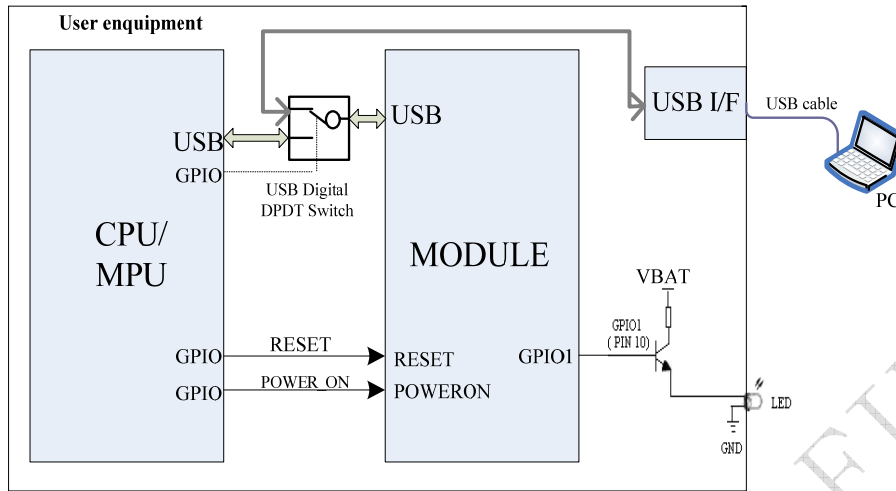 User enquipment
USB I/F
USB cable
USB
USB
GPIO
USB Digital
DPDT Switch
PC
CPU/
MPU
MODULE
VBAT
GPIO1
( PIN 10)
GPIO
RESET
RESET
GPIO1
GPIO
POWER_ON
POWERON
LED
GND